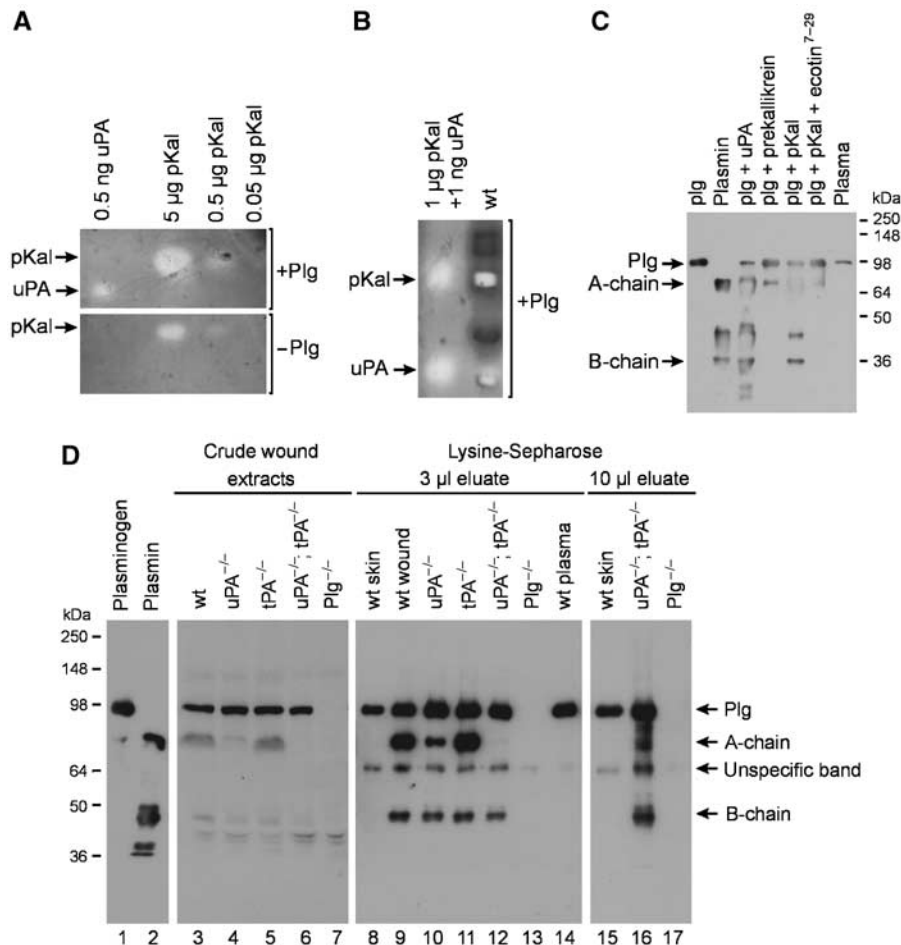 A
0.5 ng uPA
5 µg pKal
0.5 µg pKal
0.05 µg pKal
pKal
uPA
+Plg
pKal
−Plg
B
1 µg pKal
+1 ng uPA
wt
pKal
uPA
+Plg
C
plg
Plasmin
plg + uPA
plg + prekallikrein
plg + pKal
plg + pKal + ecotin7–29
Plasma
kDa
250
148
98
64
50
36
Plg
A-chain
B-chain
D
Crude wound
extracts
Lysine-Sepharose
3 µl eluate
10 µl eluate
Plasminogen
Plasmin
wt
uPA−/−
tPA−/−
uPA−/−; tPA−/−
Plg−/−
wt skin
wt wound
uPA−/−
tPA−/−
uPA−/−; tPA−/−
Plg−/−
wt plasma
wt skin
uPA−/−; tPA−/−
Plg−/−
kDa
250
148
98
64
50
36
Plg
A-chain
Unspecific band
B-chain
1 2 3 4 5 6 7 8 9 10 11 12 13 14 15 16 17